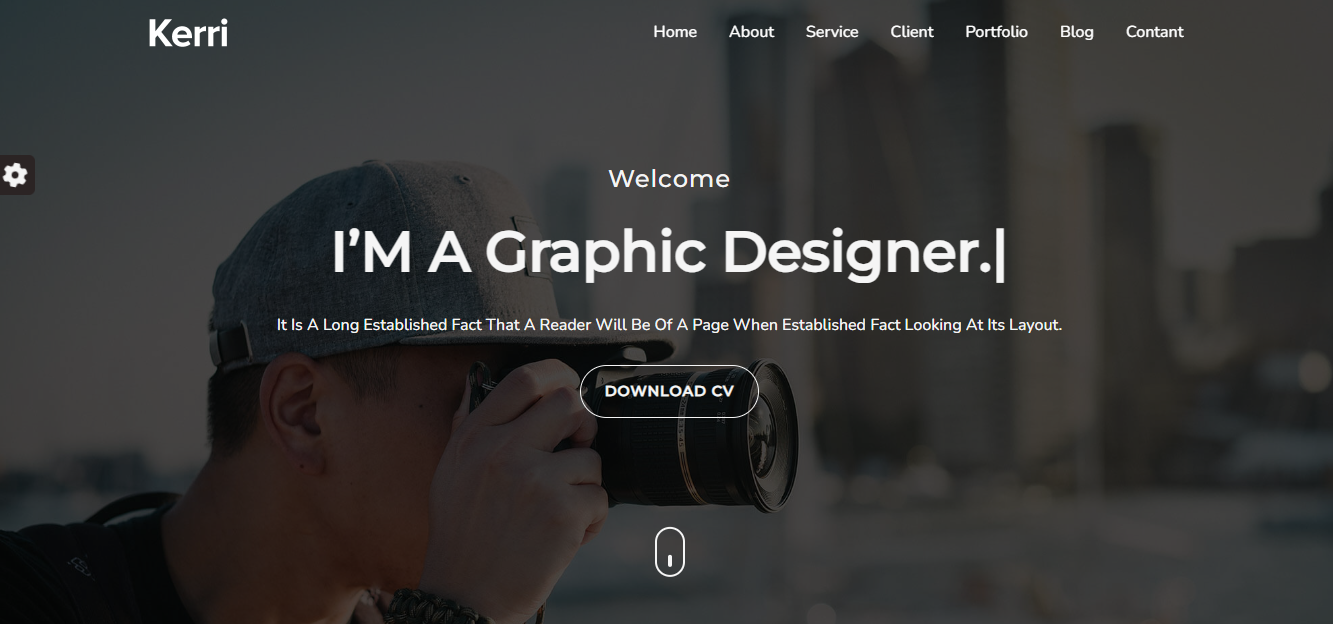 Kerri
Home About Service Client Portfolio Blog Contant
Welcome
I’M A Graphic Designer.|
It Is A Long Established Fact That A Reader Will Be Of A Page When Established Fact Looking At Its Layout.
DOWNLOAD CV